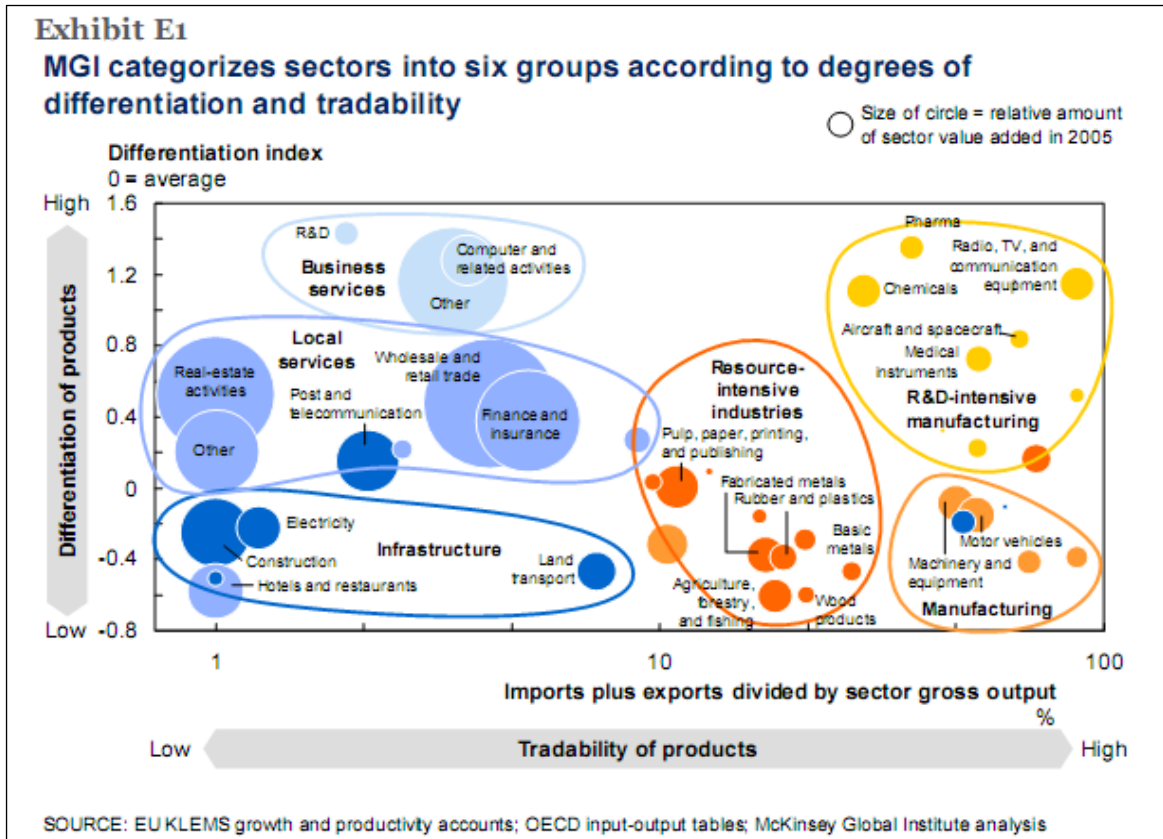 Exhibit E1
MGI categorizes sectors into six groups according to degrees of
differentiation and tradability
Size of circle = relative amount
of sector value added in 2005
Differentiation index
0 = average
High
Differentiation of products
Low
1.6
1.2
0.8
0.4
0
-0.4
-0.8
R&D
Business
services
Computer and
related activities
Other
Local
services
Real-estate
activities
Other
Post and
telecommunication
Wholesale and
retail trade
Finance and
insurance
Electricity
Construction
Hotels and restaurants
Infrastructure
Land
transport
Resource-
intensive
industries
Pulp, paper, printing,
and publishing
Fabricated metals
Rubber and plastics
Basic
metals
Agriculture,
forestry,
and fishing
Wood
products
Pharma
Radio, TV, and
communication
equpment
Chemicals
Aircraft and spacecraft
Medical
instruments
R&D-intensive
manufacturing
Motor vehicles
Machinery and
equipment
Manufacturing
1
10
100
Imports plus exports divided by sector gross output
%
Low
Tradability of products
High
SOURCE: EU KLEMS growth and productivity accounts; OECD input-output tables; McKinsey Global Institute analysis